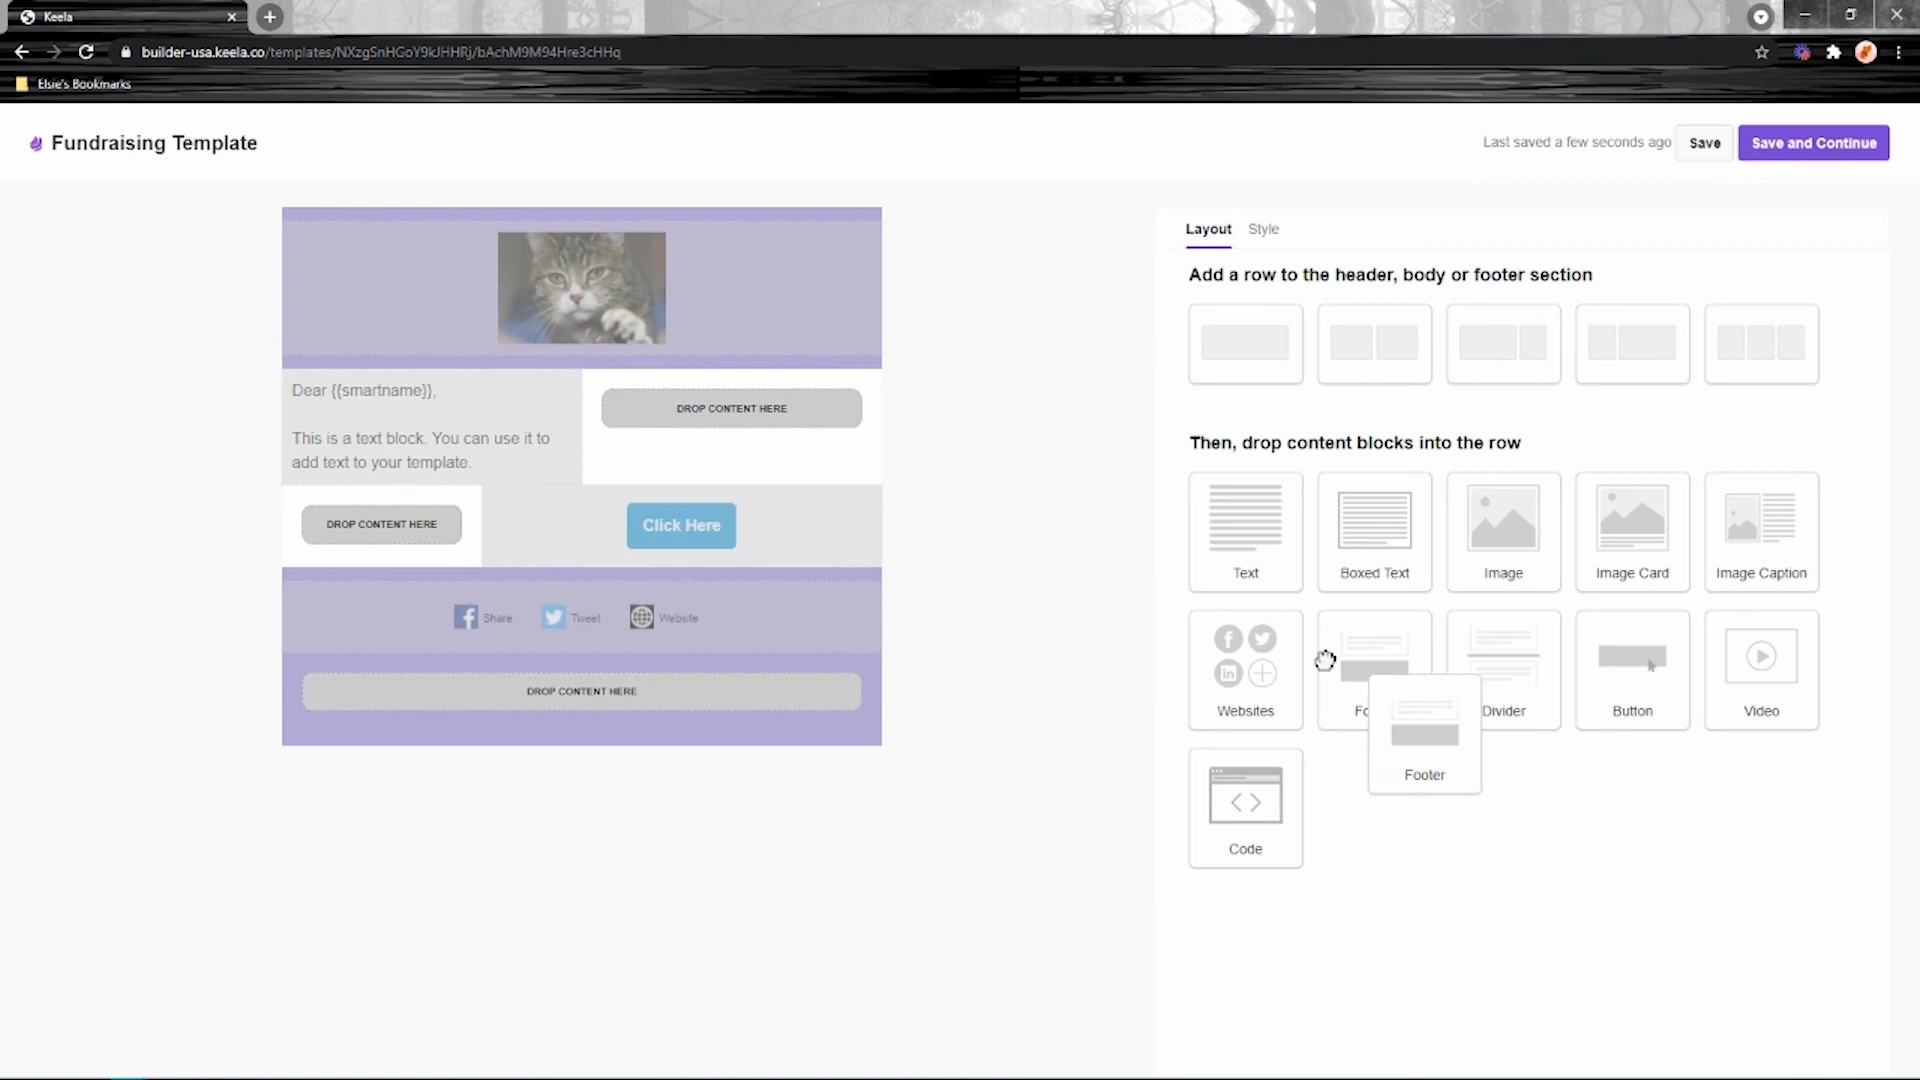 Keela
builder-usa.keela.co/templates/NXzgSnHGoY9kJHHRj/bAchM9M94Hre3cHHq
Elsie's Bookmarks
Fundraising Template
Last saved a few seconds ago
Save
Save and Continue
Dear {{smartname}},
This is a text block. You can use it to
add text to your template.
DROP CONTENT HERE
DROP CONTENT HERE
Click Here
Share
Tweet
Website
DROP CONTENT HERE
Layout
Style
Add a row to the header, body or footer section
Then, drop content blocks into the row
Text
Boxed Text
Image
Image Card
Image Caption
Websites
Fo
Divider
Button
Video
Footer
Code